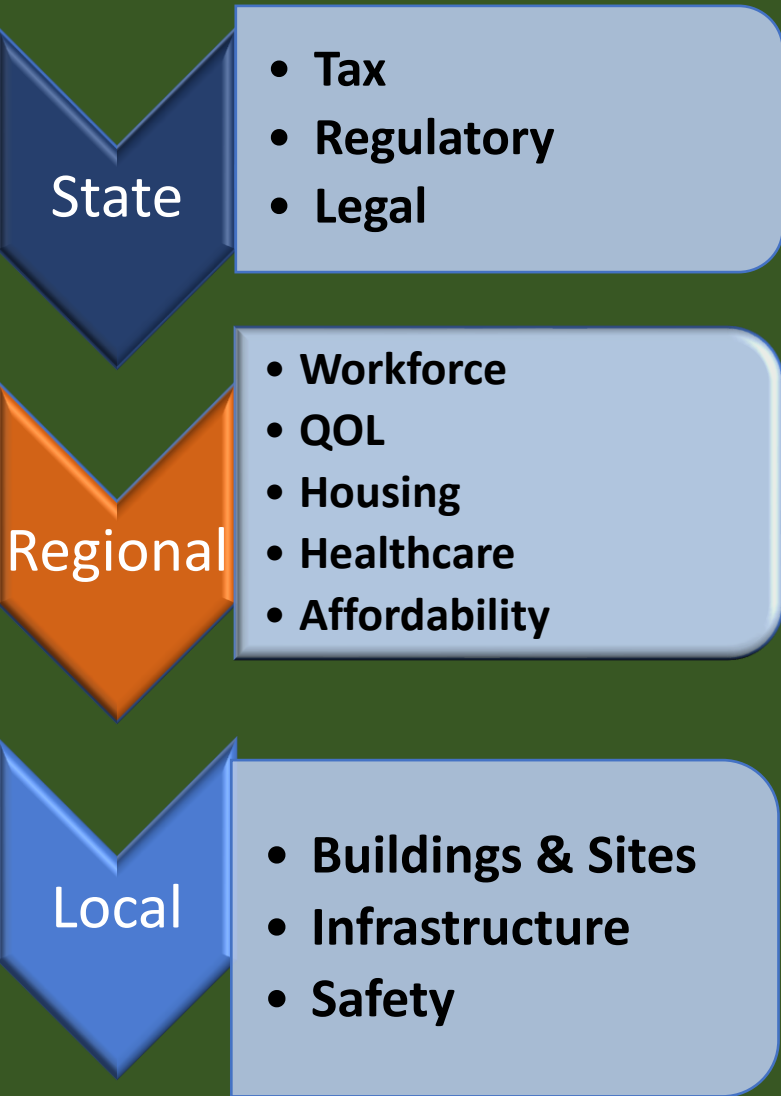 State
• Tax
• Regulatory
• Legal
Regional
• Workforce
• QOL
• Housing
• Healthcare
• Affordability
Local
• Buildings & Sites
• Infrastructure
• Safety